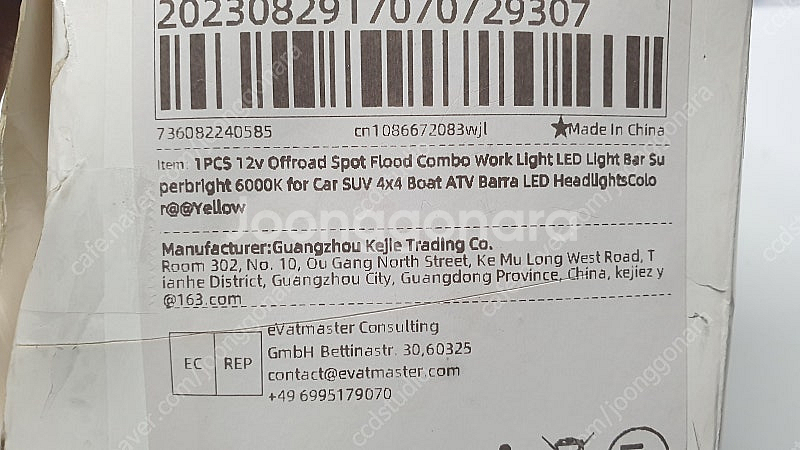 2023082917070729307
736082240585 cn1086672083wjl ★Made In China
Item: 1PCS 12v Offroad Spot Flood Combo Work Light LED Light Bar Su
perbright 6000K for Car SUV 4x4 Boat ATV Barra LED HeadlightsColo
r@@Yellow
Joonggonara
Manufacturer:Guangzhou Kejie Trading Co.
Room 302, No. 10, Ou Gang North Street, Ke Mu Long West Road, T
ianhe District, Guangzhou City, Guangdong Province, China, kejiez y
@163.com
EC REP
eVatmaster Consulting
GmbH Bettinastr. 30,60325
contact@evatmaster.com
+49 6995179070